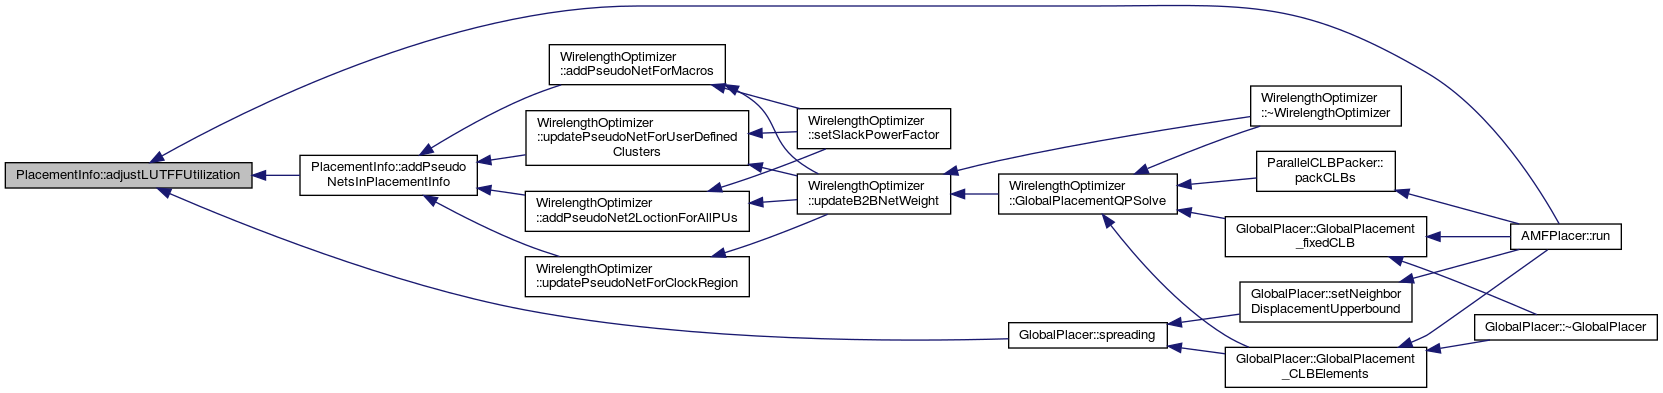 PlacementInfo::adjustLUTFFUtilization
PlacementInfo::addPseudo
NetsInPlacementInfo
WirelengthOptimizer
::addPseudoNetForMacros
WirelengthOptimizer
::updatePseudoNetForUserDefined
Clusters
WirelengthOptimizer
::addPseudoNet2LoctionForAllPUs
WirelengthOptimizer
::updatePseudoNetForClockRegion
WirelengthOptimizer
::setSlackPowerFactor
WirelengthOptimizer
::updateB2BNetWeight
WirelengthOptimizer
::GlobalPlacementQPSolve
GlobalPlacer::spreading
WirelengthOptimizer
::~WirelengthOptimizer
ParallelCLBPacker::
packCLBs
GlobalPlacer::GlobalPlacement
_fixedCLB
GlobalPlacer::setNeighbor
DisplacementUpperbound
GlobalPlacer::GlobalPlacement
_CLBElements
AMFPlacer::run
GlobalPlacer::~GlobalPlacer